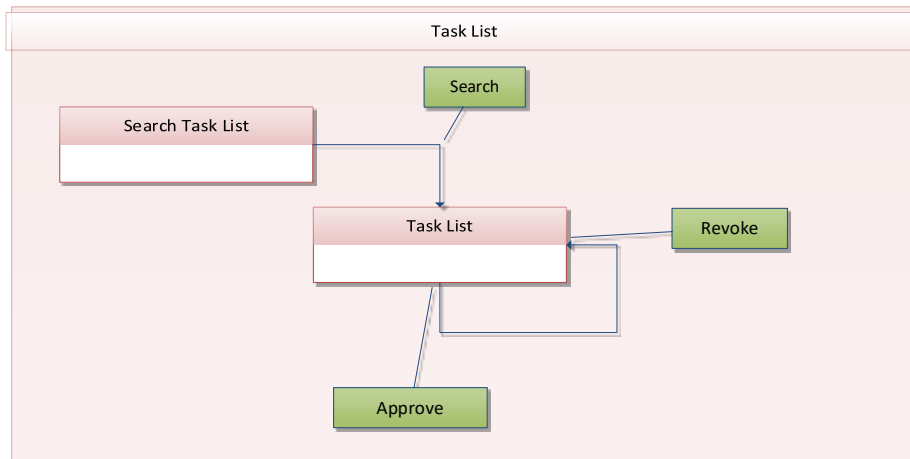 Task List
Search
Search Task List
Task List
Revoke
Approve